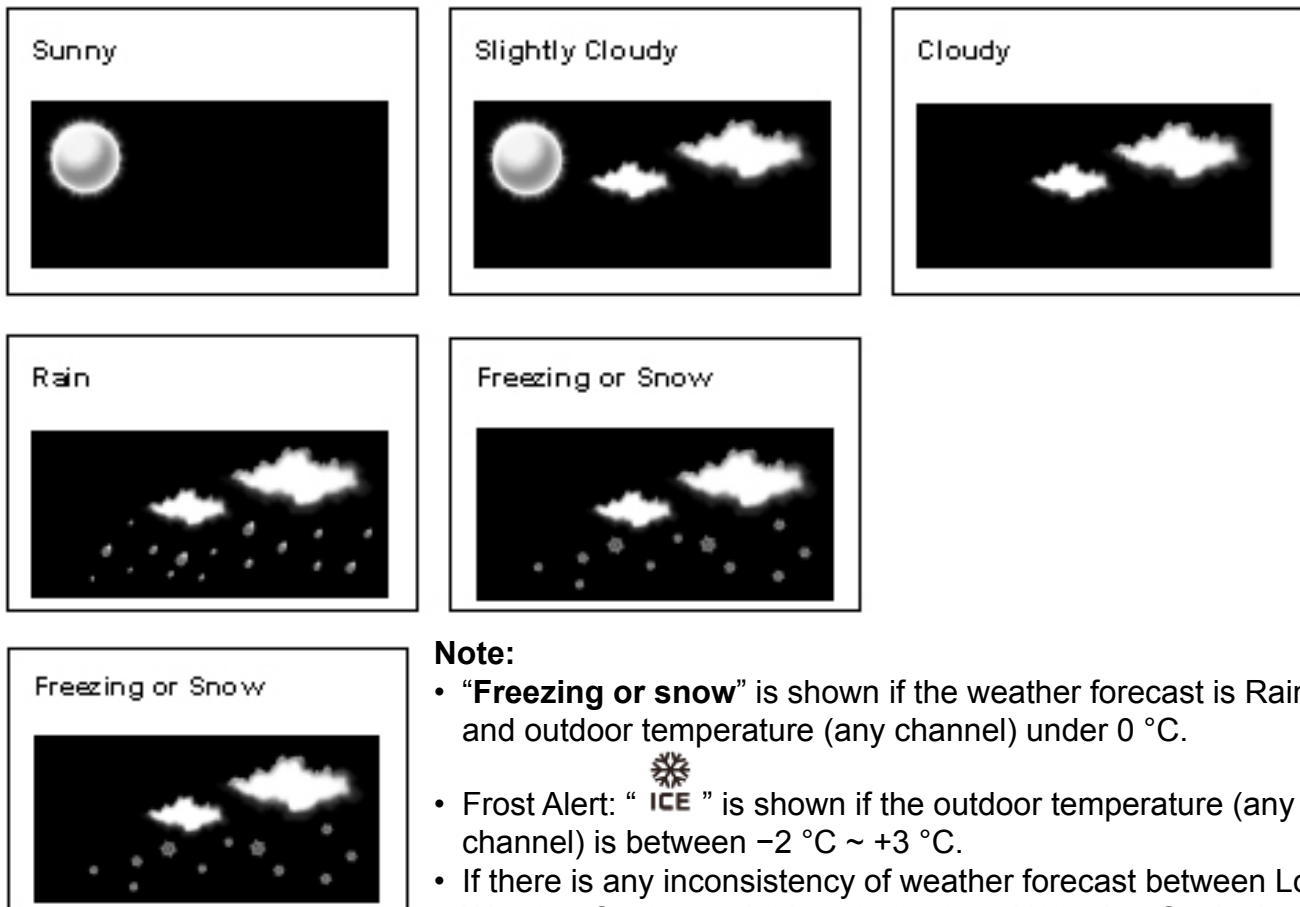 Sunny
Slightly Cloudy
Cloudy
Rain
Freezing or Snow
Freezing or Snow
Note:
• “Freezing or snow” is shown if the weather forecast is Rain
and outdoor temperature (any channel) under 0 °C.
• Frost Alert: “ ICE ” is shown if the outdoor temperature (any
channel) is between −2 °C ~ +3 °C.
• If there is any inconsistency of weather forecast between